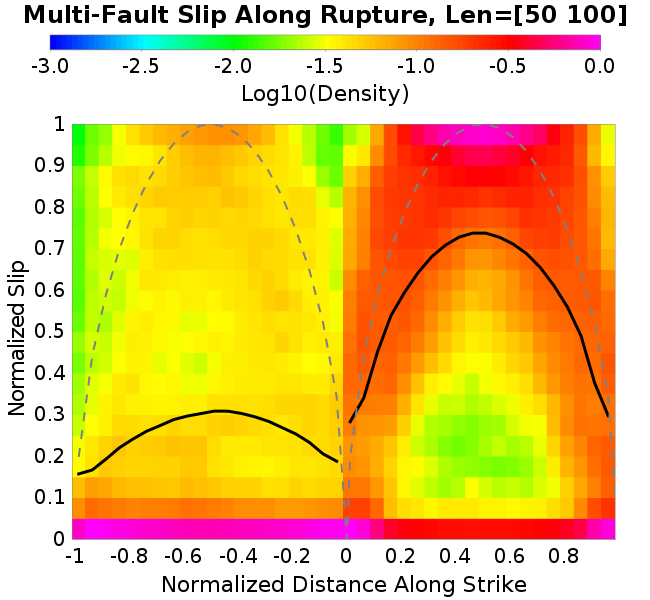 Multi-Fault Slip Along Rupture, Len=[50 100]
-3.0 -2.5 -2.0 -1.5 -1.0 -0.5 0.0
Log10(Density)
1
0.9
0.8
0.7
0.6
0.5
0.4
0.3
0.2
0.1
0
Normalized Slip
-1 -0.8 -0.6 -0.4 -0.2 0 0.2 0.4 0.6 0.8
Normalized Distance Along Strike